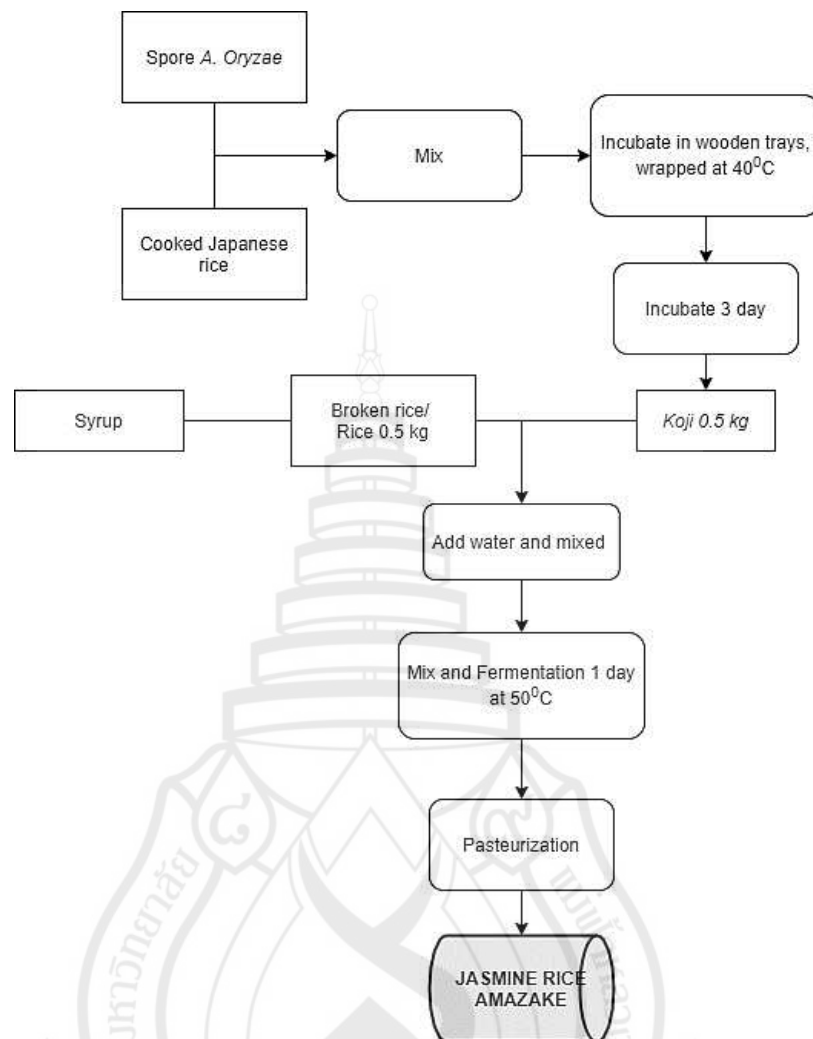 Spore A. Oryzae
Mix
Incubate in wooden trays,
wrapped at 40⁰C
Cooked Japanese
rice
Incubate 3 day
Syrup
Broken rice/
Rice 0.5 kg
Koji 0.5 kg
Add water and mixed
Mix and Fermentation 1 day
at 50⁰C
Pasteurization
JASMINE RICE
AMAZAKE